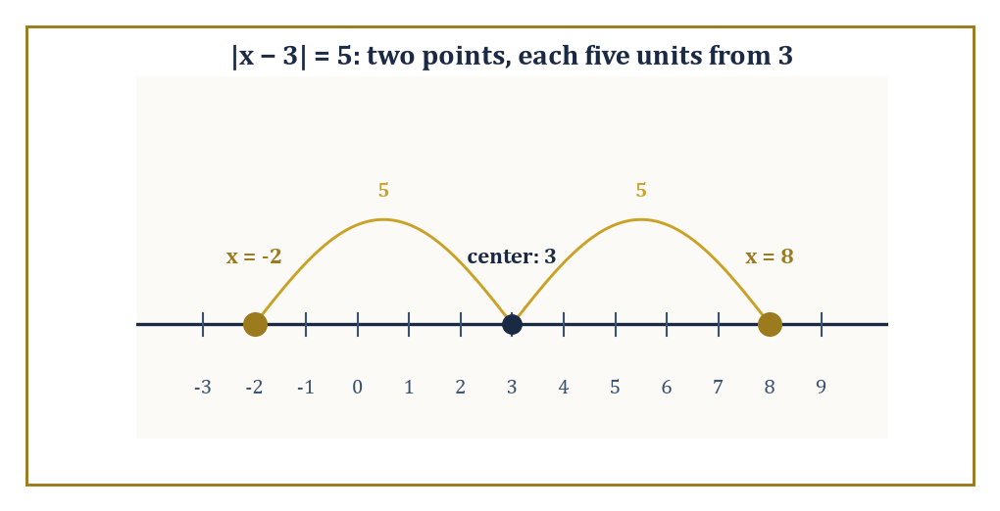 |x − 3| = 5: two points, each five units from 3
5 5
x = -2 center: 3 x = 8
-3 -2 -1 0 1 2 3 4 5 6 7 8 9